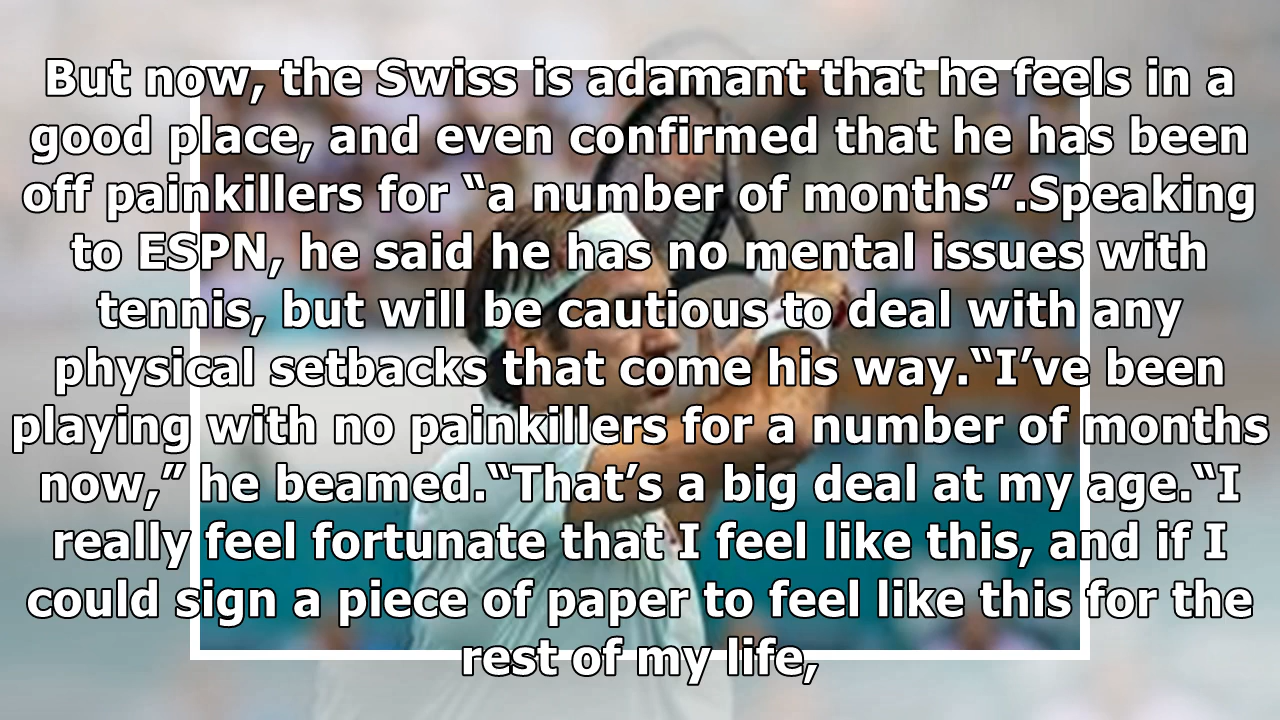 But now, the Swiss is adamant that he feels in a
good place, and even confirmed that he has been
off painkillers for “a number of months”.Speaking
to ESPN, he said he has no mental issues with
tennis, but will be cautious to deal with any
physical setbacks that come his way.“I’ve been
playing with no painkillers for a number of months
now,” he beamed.“That’s a big deal at my age.“I
really feel fortunate that I feel like this, and if I
could sign a piece of paper to feel like this for the
rest of my life,